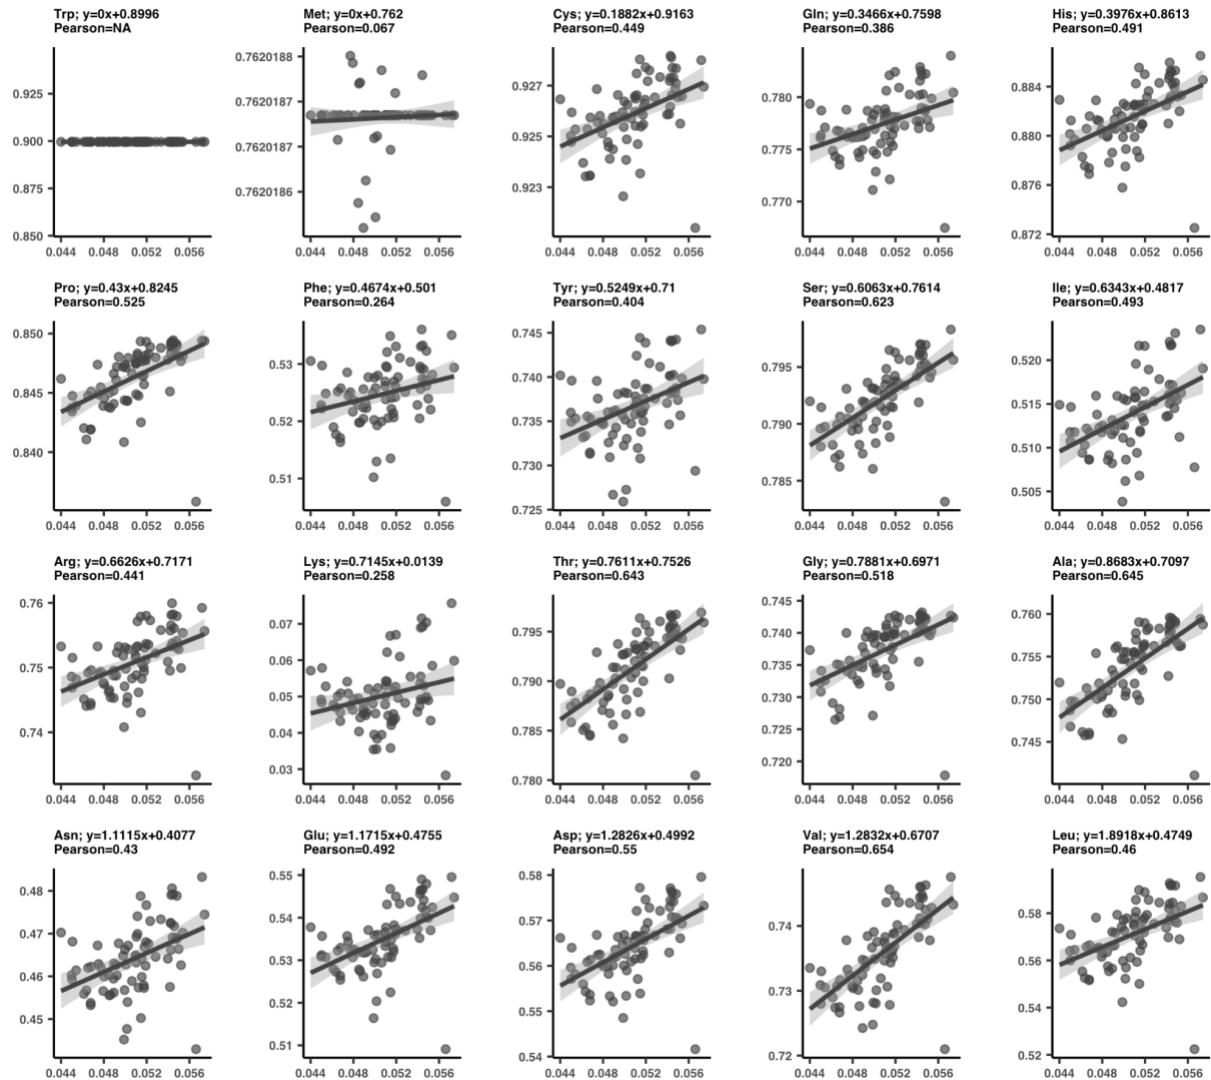 Trp; y=0x+0.8996
Pearson=NA
0.925
0.900
0.875
0.850
0.044 0.048 0.052 0.056
Met; y=0x+0.762
Pearson=0.067
0.7620188
0.7620187
0.7620187
0.7620186
0.044 0.048 0.052 0.056
Cys; y=0.1882x+0.9163
Pearson=0.449
0.927
0.925
0.923
0.044 0.048 0.052 0.056
Gln; y=0.3466x+0.7598
Pearson=0.386
0.780
0.775
0.770
0.044 0.048 0.052 0.056
His; y=0.3976x+0.8613
Pearson=0.491
0.884
0.880
0.876
0.872
0.044 0.048 0.052 0.056
Pro; y=0.43x+0.8245
Pearson=0.525
0.850
0.845
0.840
0.044 0.048 0.052 0.056
Phe; y=0.4674x+0.501
Pearson=0.264
0.53
0.52
0.51
0.044 0.048 0.052 0.056
Tyr; y=0.5249x+0.71
Pearson=0.404
0.745
0.740
0.735
0.730
0.725
0.044 0.048 0.052 0.056
Ser; y=0.6063x+0.7614
Pearson=0.623
0.795
0.790
0.785
0.044 0.048 0.052 0.056
Ile; y=0.6343x+0.4817
Pearson=0.493
0.520
0.515
0.510
0.505
0.044 0.048 0.052 0.056
Arg; y=0.6626x+0.7171
Pearson=0.441
0.76
0.75
0.74
0.044 0.048 0.052 0.056
Lys; y=0.7145x+0.0139
Pearson=0.258
0.07
0.06
0.05
0.04
0.03
0.044 0.048 0.052 0.056
Thr; y=0.7611x+0.7526
Pearson=0.643
0.795
0.790
0.785
0.780
0.044 0.048 0.052 0.056
Gly; y=0.7881x+0.6971
Pearson=0.518
0.745
0.740
0.735
0.730
0.725
0.720
0.044 0.048 0.052 0.056
Ala; y=0.8683x+0.7097
Pearson=0.645
0.760
0.755
0.750
0.745
0.044 0.048 0.052 0.056
Asn; y=1.1115x+0.4077
Pearson=0.43
0.48
0.47
0.46
0.45
0.044 0.048 0.052 0.056
Glu; y=1.1715x+0.4755
Pearson=0.492
0.55
0.54
0.53
0.52
0.51
0.044 0.048 0.052 0.056
Asp; y=1.2826x+0.4992
Pearson=0.55
0.58
0.57
0.56
0.55
0.54
0.044 0.048 0.052 0.056
Val; y=1.2832x+0.6707
Pearson=0.654
0.74
0.73
0.72
0.044 0.048 0.052 0.056
Leu; y=1.8918x+0.4749
Pearson=0.46
0.58
0.56
0.54
0.52
0.044 0.048 0.052 0.056